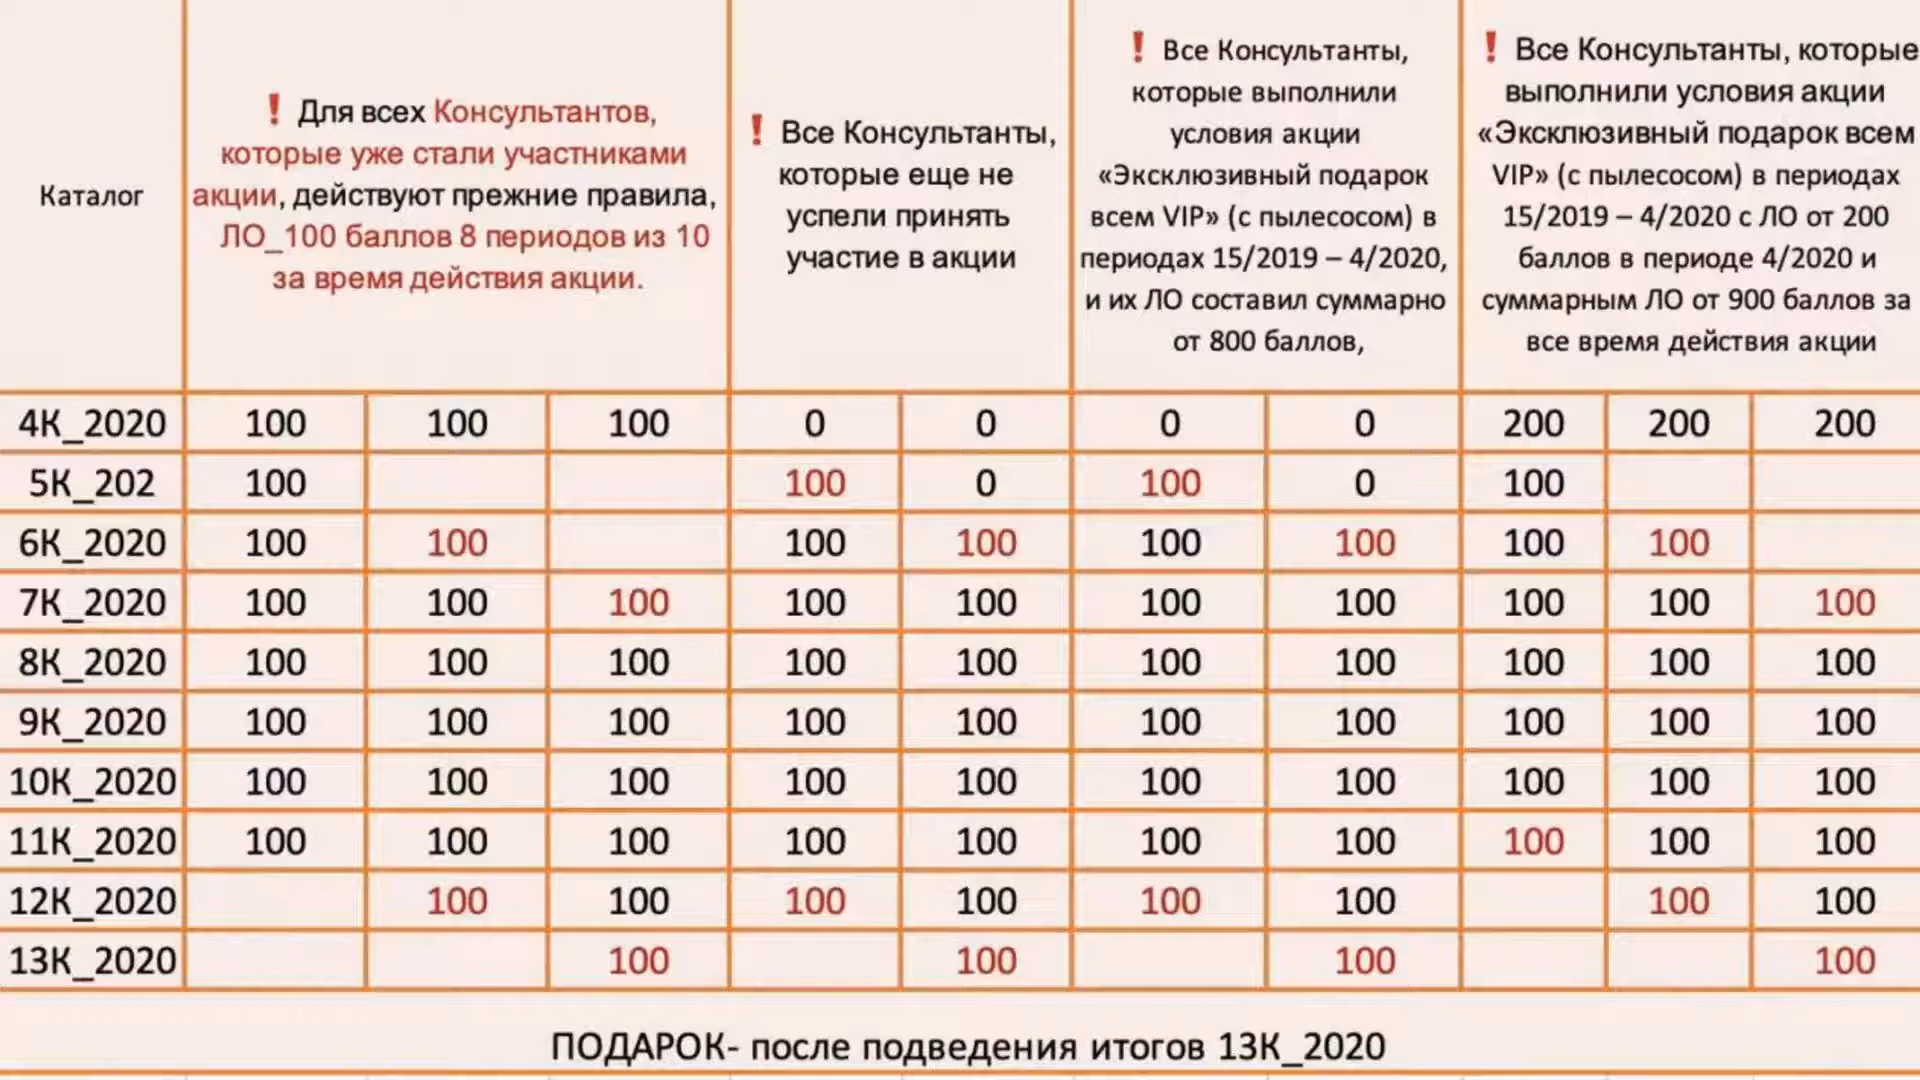 Каталог
❗ Для всех Консультантов,
которые уже стали участниками
акции, действуют прежние правила,
ЛО_100 баллов 8 периодов из 10
за время действия акции.
❗ Все Консультанты,
которые еще не
успели принять
участие в акции
❗ Все Консультанты,
которые выполнили
условия акции
«Эксклюзивный подарок
всем VIP» (с пылесосом) в
периодах 15/2019 – 4/2020,
и их ЛО составил суммарно
от 800 баллов,
❗ Все Консультанты, которые
выполнили условия акции
«Эксклюзивный подарок всем
VIP» (с пылесосом) в периодах
15/2019 – 4/2020 с ЛО от 200
баллов в периоде 4/2020 и
суммарным ЛО от 900 баллов за
все время действия акции
4К_2020 100 100 100 0 0 0 0 200 200 200
5К_202 100 100 0 100 0 100
6К_2020 100 100 100 100 100 100 100 100
7К_2020 100 100 100 100 100 100 100 100 100 100
8К_2020 100 100 100 100 100 100 100 100 100 100
9К_2020 100 100 100 100 100 100 100 100 100 100
10К_2020 100 100 100 100 100 100 100 100 100 100
11К_2020 100 100 100 100 100 100 100 100 100 100
12К_2020 100 100 100 100 100 100 100 100
13К_2020 100 100 100 100
ПОДАРОК- после подведения итогов 13К_2020